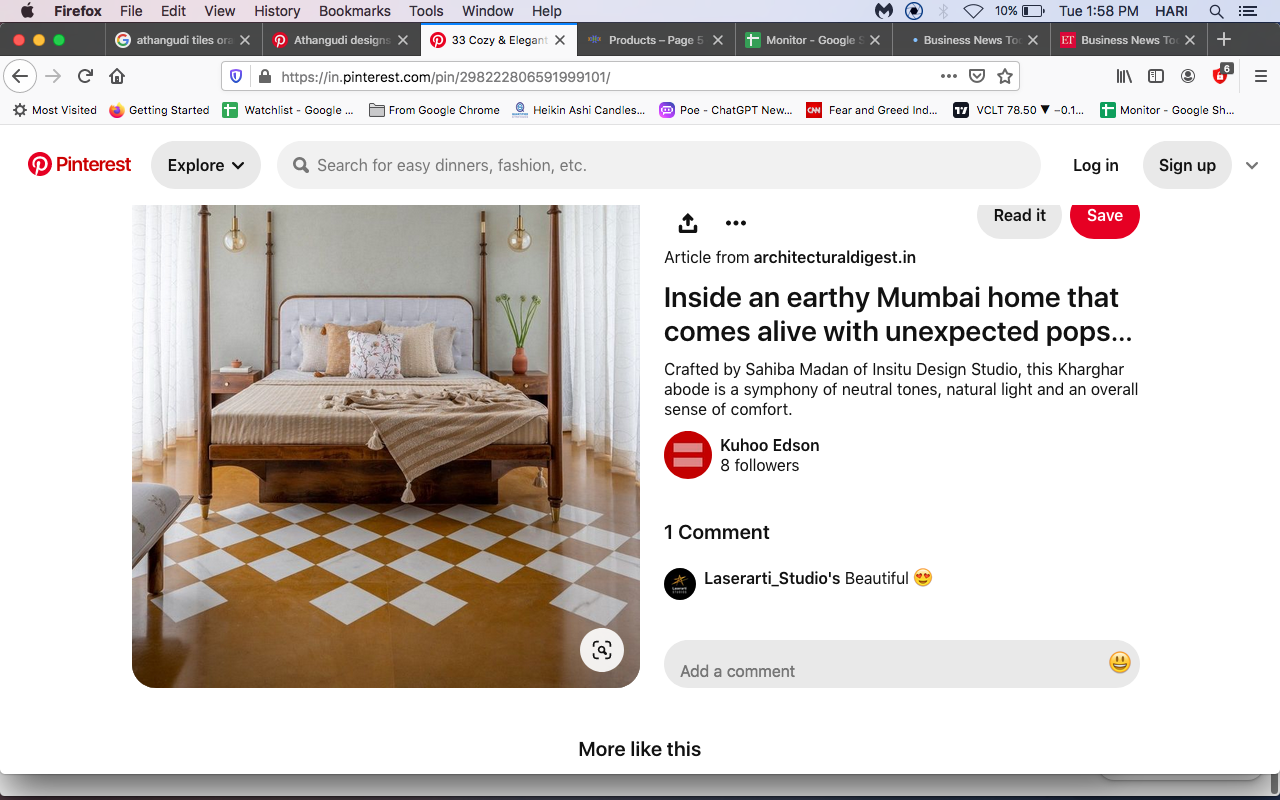 Firefox File Edit View History Bookmarks Tools Window Help 10% Tue 1:58 PM HARI
athangudi tiles ora Athangudi designs 33 Cozy & Elegant Products – Page 5 Monitor - Google S Business News To Business News To
https://in.pinterest.com/pin/298222806591999101/ 6
Most Visited Getting Started Watchlist - Google ... From Google Chrome Heikin Ashi Candles... Poe - ChatGPT New... CNN Fear and Greed Ind... VCLT 78.50 ▼ −0.1... Monitor - Google Sh...
Pinterest Explore Search for easy dinners, fashion, etc. Log in Sign up
Read it Save
Article from architecturaldigest.in
Inside an earthy Mumbai home that
comes alive with unexpected pops...
Crafted by Sahiba Madan of Insitu Design Studio, this Kharghar
abode is a symphony of neutral tones, natural light and an overall
sense of comfort.
Kuhoo Edson
8 followers
1 Comment
Laserarti_Studio's Beautiful 😍
Add a comment
More like this